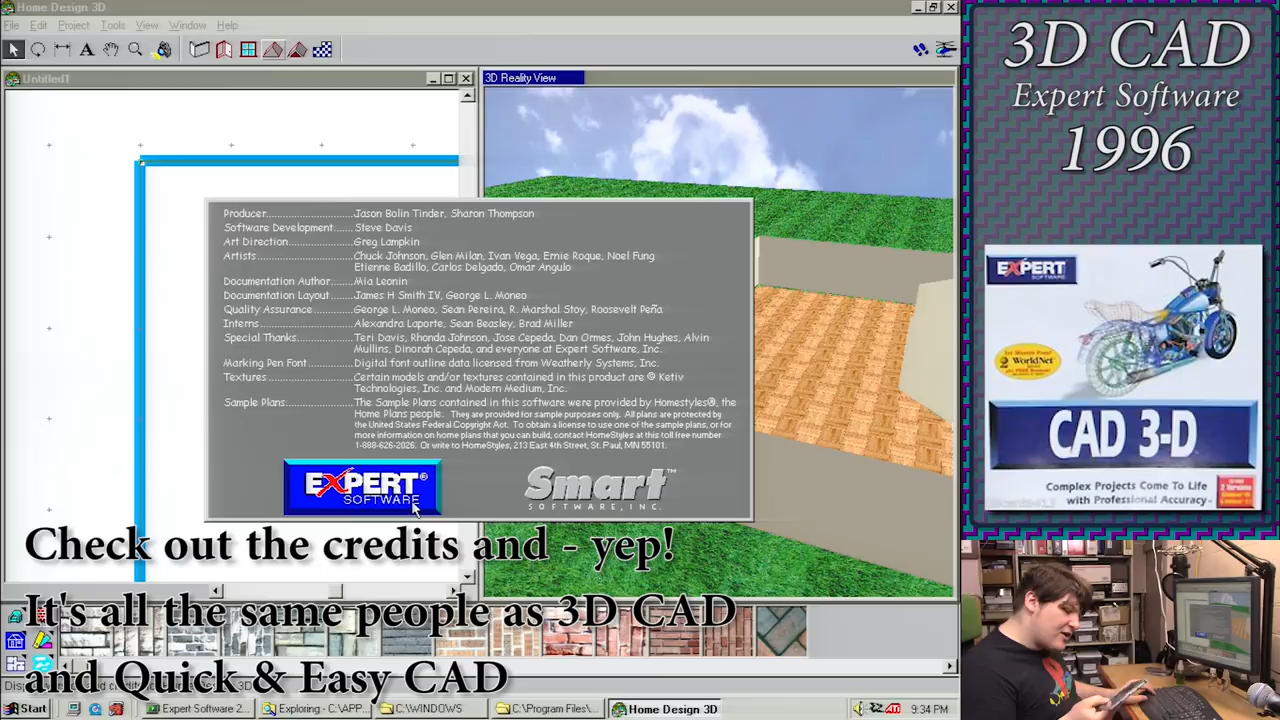 Home Design 3D
File Edit Project Tools View Window Help
Untitled1
3D Reality View
Producer......................Jason Bolin Tinder, Sharon Thompson
Software Development......Steve Davis
Art Direction...................Greg Lampkin
Artists..........................Chuck Johnson, Glen Milan, Ivan Vega, Ernie Roque, Noel Fung
Etienne Badillo, Carlos Delgado, Omar Angulo
Documentation Author......Mia Leonin
Documentation Layout.......James H Smith IV, George L. Moneo
Quality Assurance............George L. Moneo, Sean Pereira, R. Marshal Stoy, Roosevelt Peña
Interns..........................Alexandra Laporte, Sean Beasley, Brad Miller
Special Thanks................Teri Davis, Rhonda Johnson, Jose Cepeda, Dan Ormes, John Hughes, Alvin
Mullins, Dinorah Cepeda, and everyone at Expert Software, Inc.
Marking Pen Font............Digital font outline data licensed from Weatherly Systems, Inc.
Textures........................Certain models and/or textures contained in this product are © Ketiv
Technologies, Inc. and Modern Medium, Inc.
Sample Plans..................The Sample Plans contained in this software were provided by Homestyles®, the
Home Plans people. They are provided for sample purposes only. All plans are protected by
the United States Federal Copyright Act. To obtain a license to use one of the sample plans, or for
more information on home plans that you can build, contact HomeStyles at this toll free number
1-888-626-2026. Or write to HomeStyles, 213 East 4th Street, St. Paul, MN 55101.
EXPERT®
SOFTWARE
Smart™
SOFTWARE, INC.
Check out the credits and - yep!
It's all the same people as 3D CAD
and Quick & Easy CAD
Start
Expert Software 2...
Exploring - C:\APP...
C:\WINDOWS
C:\Program Files\...
Home Design 3D
9:34 PM
3D CAD
Expert Software
1996
EXPERT
SOFTWARE
WorldNet
CAD 3-D
Complex Projects Come To Life
with Professional Accuracy
2 Versions